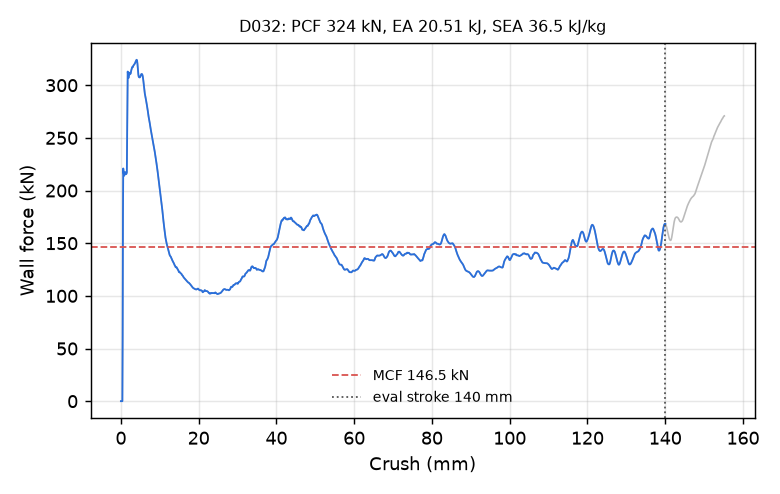 D032: PCF 324 kN, EA 20.51 kJ, SEA 36.5 kJ/kg
Wall force (kN)
300
250
200
150
100
50
0
MCF 146.5 kN
eval stroke 140 mm
0 20 40 60 80 100 120 140 160
Crush (mm)